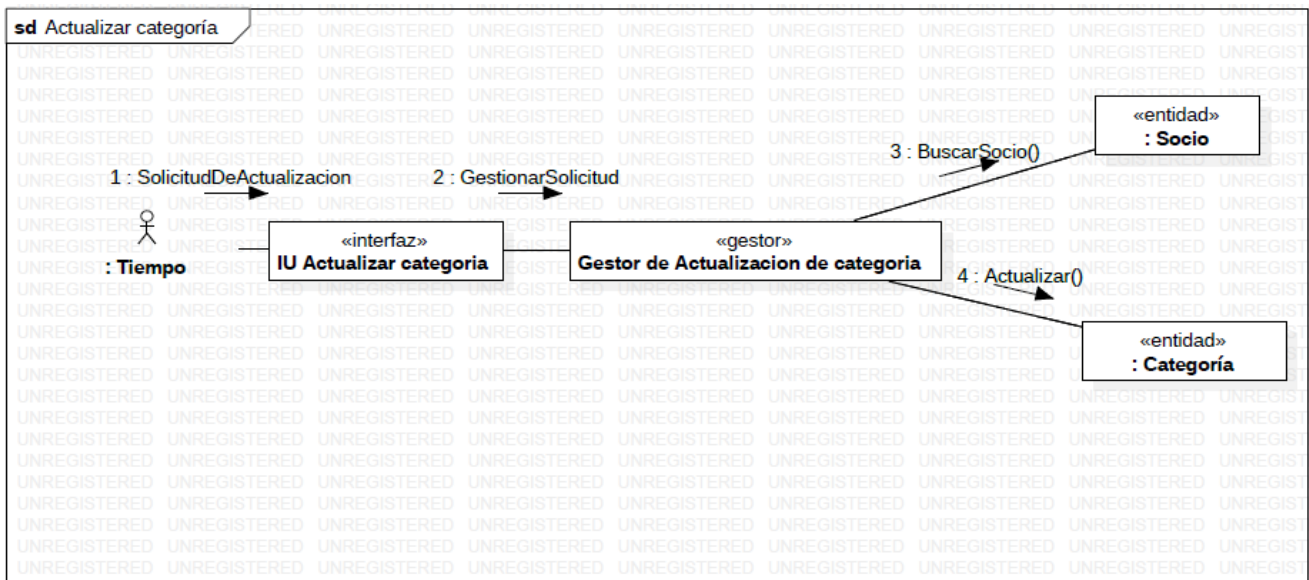 sd Actualizar categoría
«entidad»
: Socio
3 : BuscarSocio()
1 : SolicitudDeActualizacion
2 : GestionarSolicitud
: Tiempo
«interfaz»
IU Actualizar categoria
«gestor»
Gestor de Actualizacion de categoria
4 : Actualizar()
«entidad»
: Categoría
UNREGISTERED